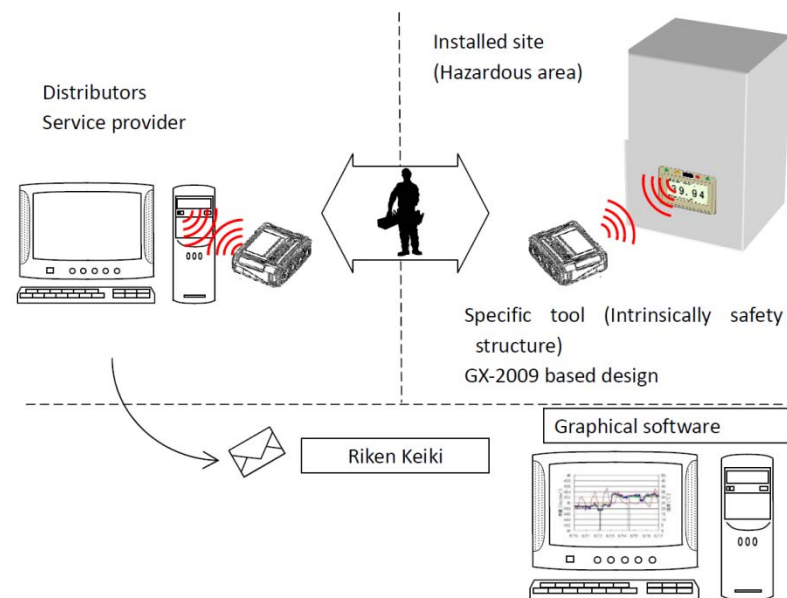 Distributors
Service provider
Installed site
(Hazardous area)
39.94
Specific tool (Intrinsically safety
structure)
GX-2009 based design
Riken Keiki
Graphical software